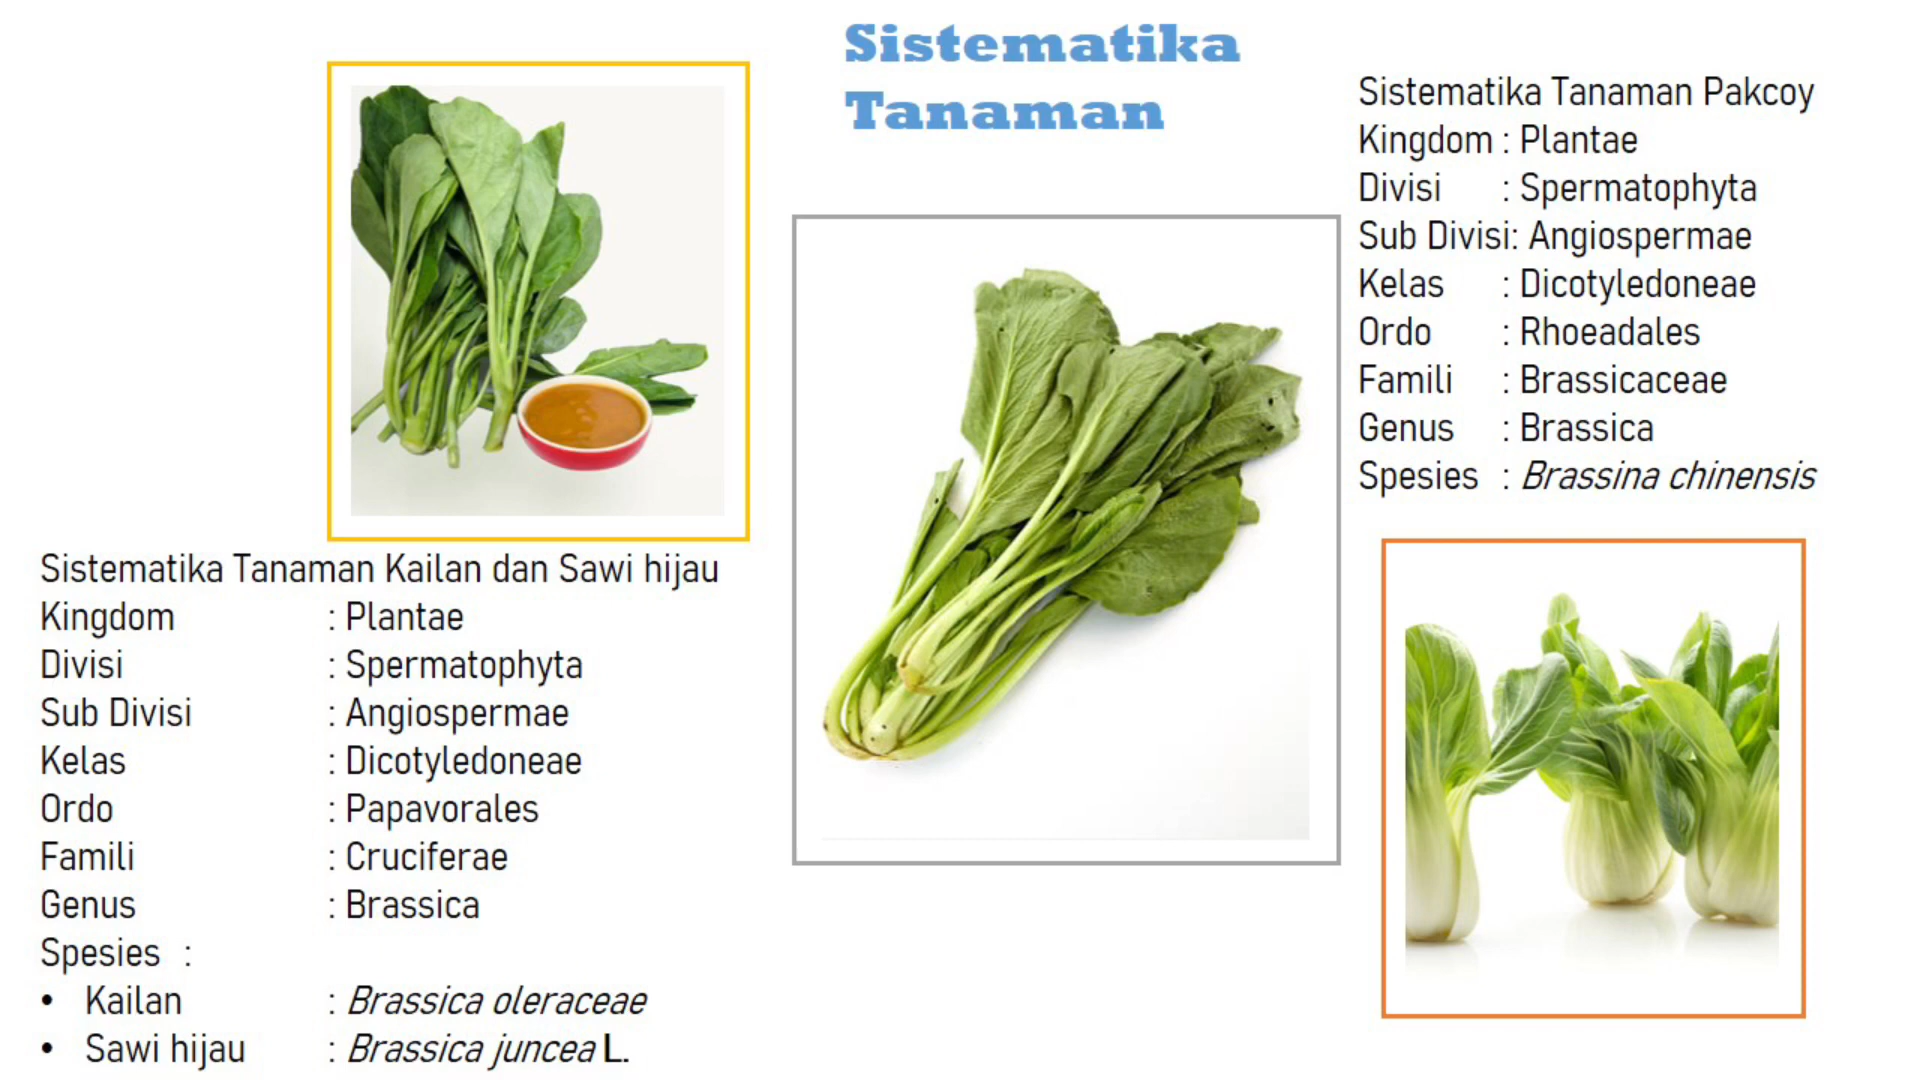 Sistematika
Tanaman
Sistematika Tanaman Kailan dan Sawi hijau
Kingdom : Plantae
Divisi : Spermatophyta
Sub Divisi : Angiospermae
Kelas : Dicotyledoneae
Ordo : Papavorales
Famili : Cruciferae
Genus : Brassica
Spesies :
• Kailan : Brassica oleraceae
• Sawi hijau : Brassica juncea L.
Sistematika Tanaman Pakcoy
Kingdom : Plantae
Divisi : Spermatophyta
Sub Divisi: Angiospermae
Kelas : Dicotyledoneae
Ordo : Rhoeadales
Famili : Brassicaceae
Genus : Brassica
Spesies : Brassina chinensis